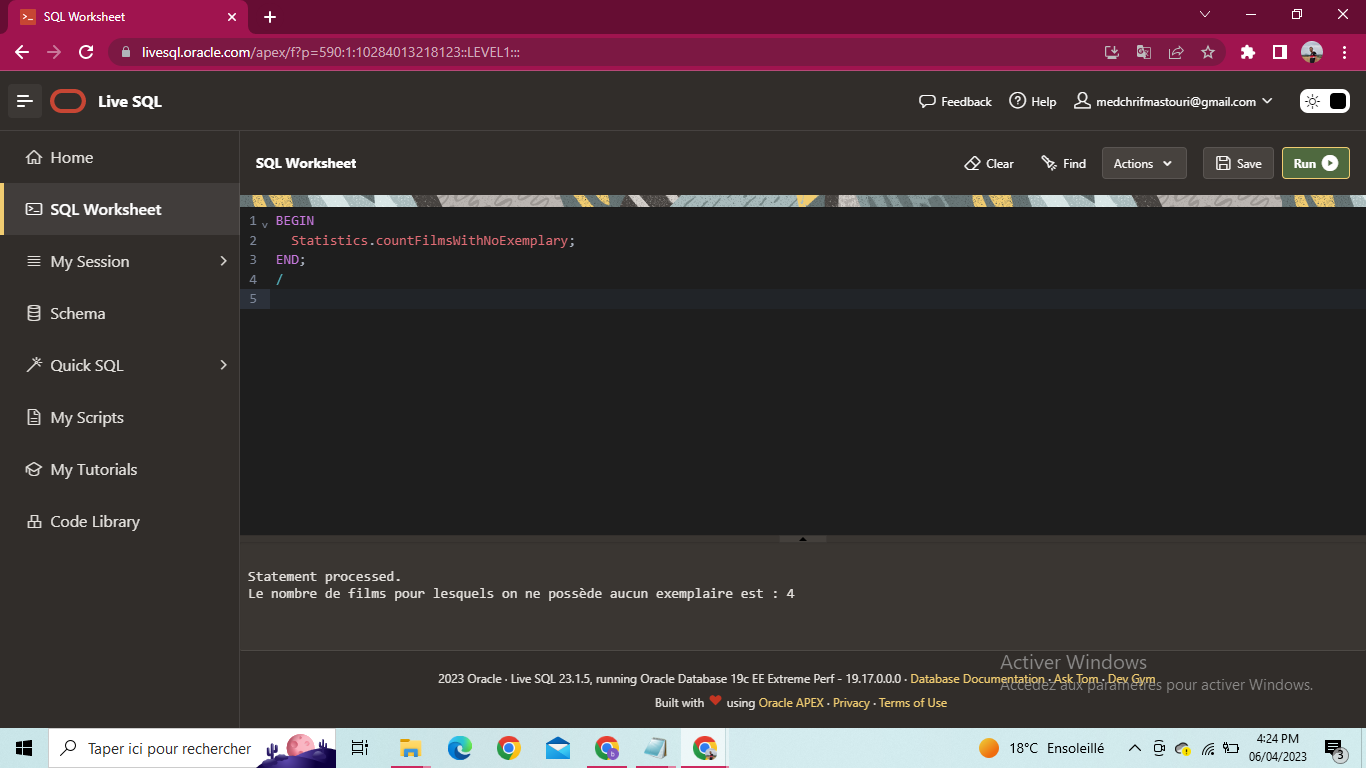 SQL Worksheet
livesql.oracle.com/apex/f?p=590:1:10284013218123::LEVEL1:::
Live SQL
Feedback
Help
medchrifmastouri@gmail.com
Home
SQL Worksheet
My Session
Schema
Quick SQL
My Scripts
My Tutorials
Code Library
SQL Worksheet
Clear
Find
Actions
Save
Run
1 BEGIN
2 Statistics.countFilmsWithNoExemplary;
3 END;
4 /
5
Statement processed.
Le nombre de films pour lesquels on ne possède aucun exemplaire est : 4
2023 Oracle · Live SQL 23.1.5, running Oracle Database 19c EE Extreme Perf - 19.17.0.0.0 · Database Documentation · Ask Tom · Dev Gym
Built with ❤ using Oracle APEX · Privacy · Terms of Use
Activer Windows
Accédez aux paramètres pour activer Windows.
Taper ici pour rechercher
18°C Ensoleillé
4:24 PM
06/04/2023
3